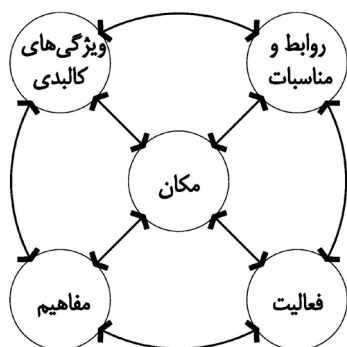 روابط و
مناسبات
ویژگی‌های
کالبدی
مکان
فعالیت
مفاهیم